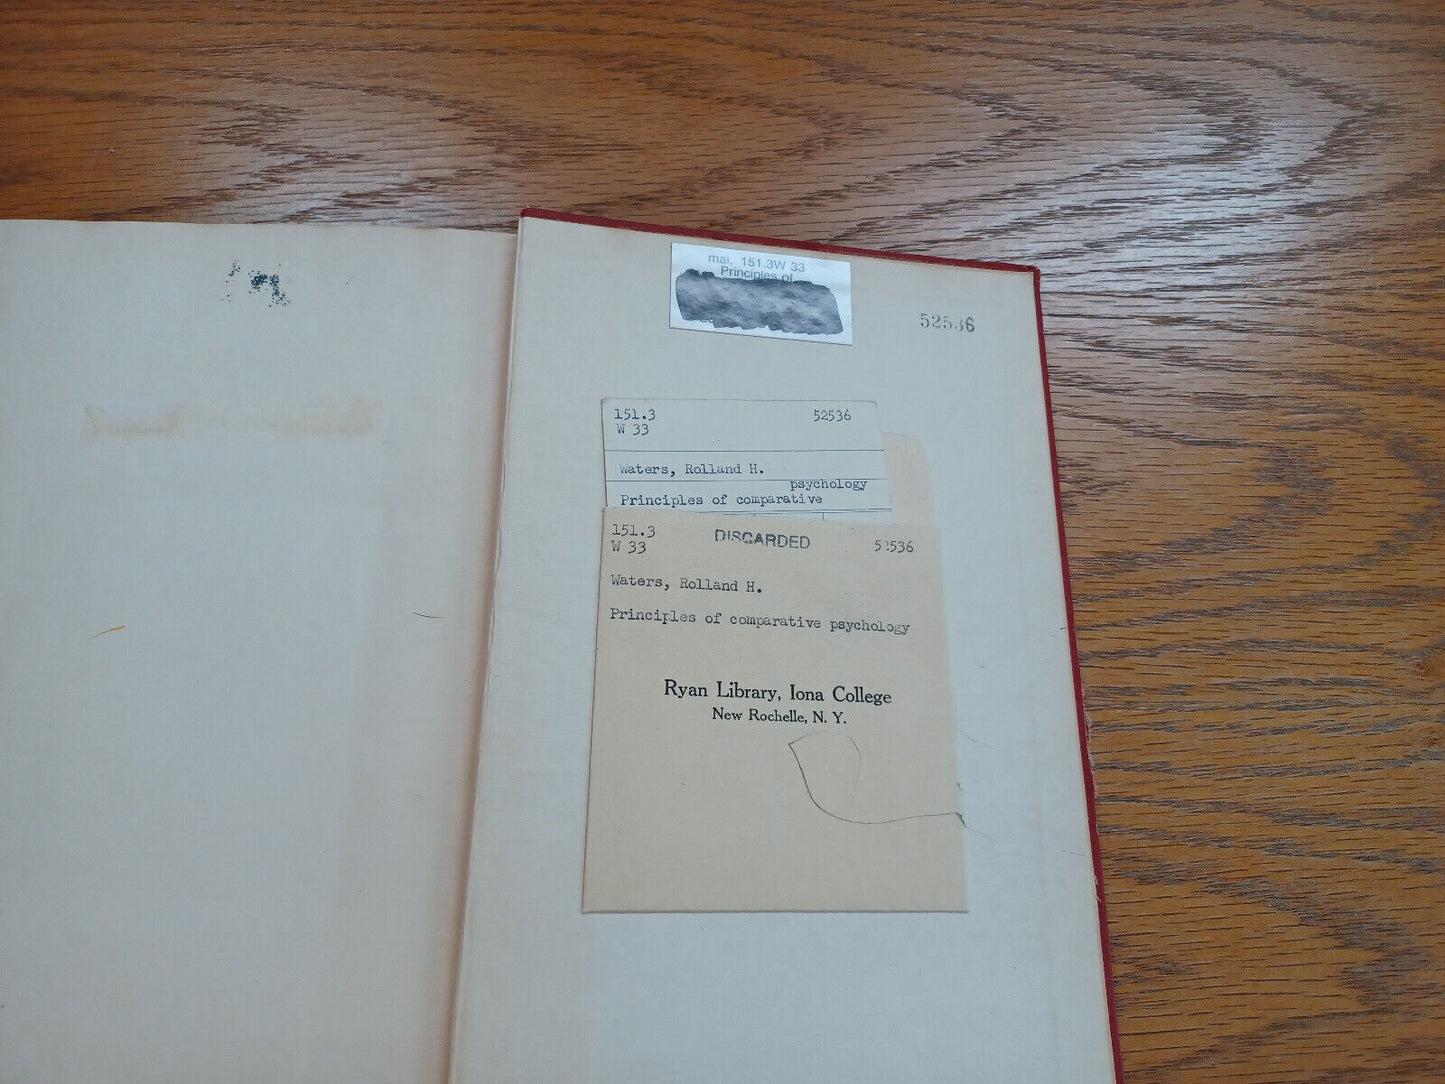 mai, 151.3W 33
Principles of
52536
151.3 52536
W 33
Waters, Rolland H.
psychology
Principles of comparative
151.3 DISCARDED
W 33 52536
Waters, Rolland H.
Principles of comparative psychology
Ryan Library, Iona College
New Rochelle, N. Y.